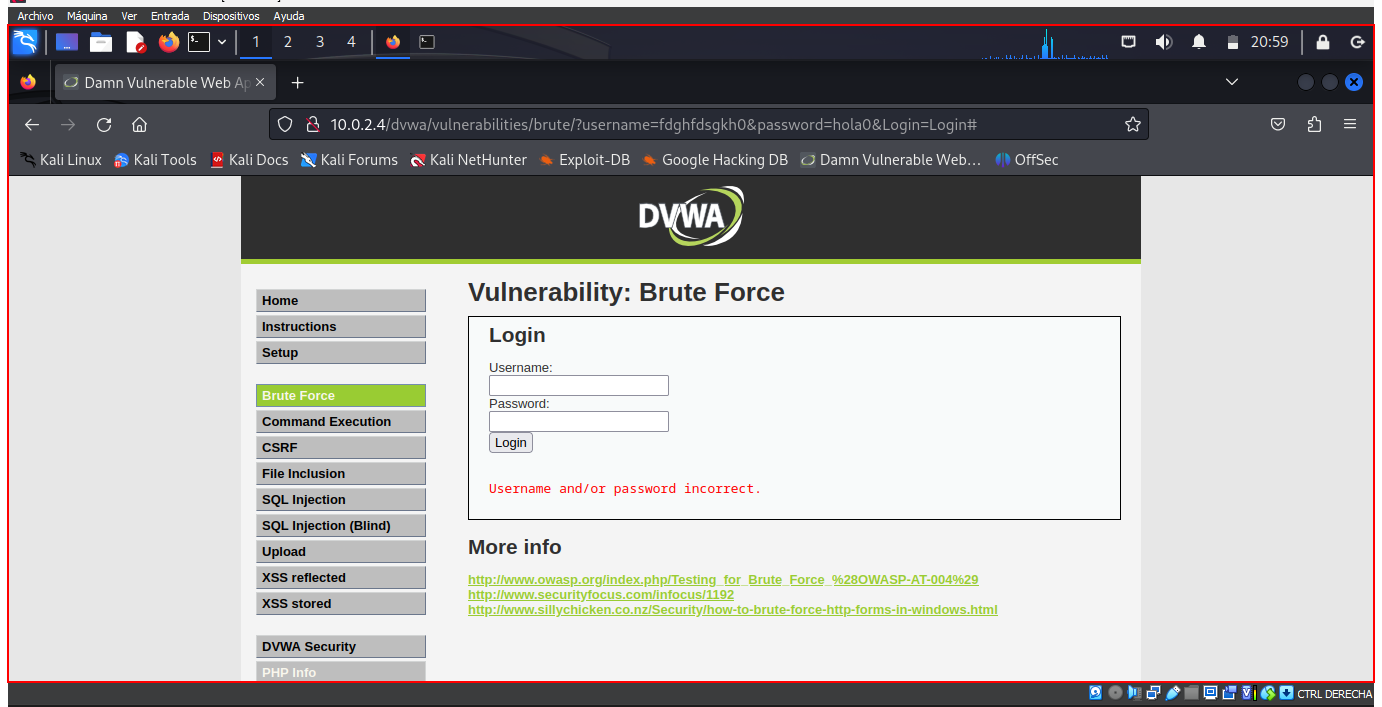 Archivo Máquina Ver Entrada Dispositivos Ayuda
1 2 3 4 20:59
Damn Vulnerable Web Ap
10.0.2.4/dvwa/vulnerabilities/brute/?username=fdghfdsgkh0&password=hola0&Login=Login#
Kali Linux Kali Tools Kali Docs Kali Forums Kali NetHunter Exploit-DB Google Hacking DB Damn Vulnerable Web... OffSec
DVWA
Home
Instructions
Setup
Brute Force
Command Execution
CSRF
File Inclusion
SQL Injection
SQL Injection (Blind)
Upload
XSS reflected
XSS stored
DVWA Security
PHP Info
Vulnerability: Brute Force
Login
Username:
Password:
Login
Username and/or password incorrect.
More info
http://www.owasp.org/index.php/Testing_for_Brute_Force_%28OWASP-AT-004%29
http://www.securityfocus.com/infocus/1192
http://www.sillychicken.co.nz/Security/how-to-brute-force-http-forms-in-windows.html
CTRL DERECHA